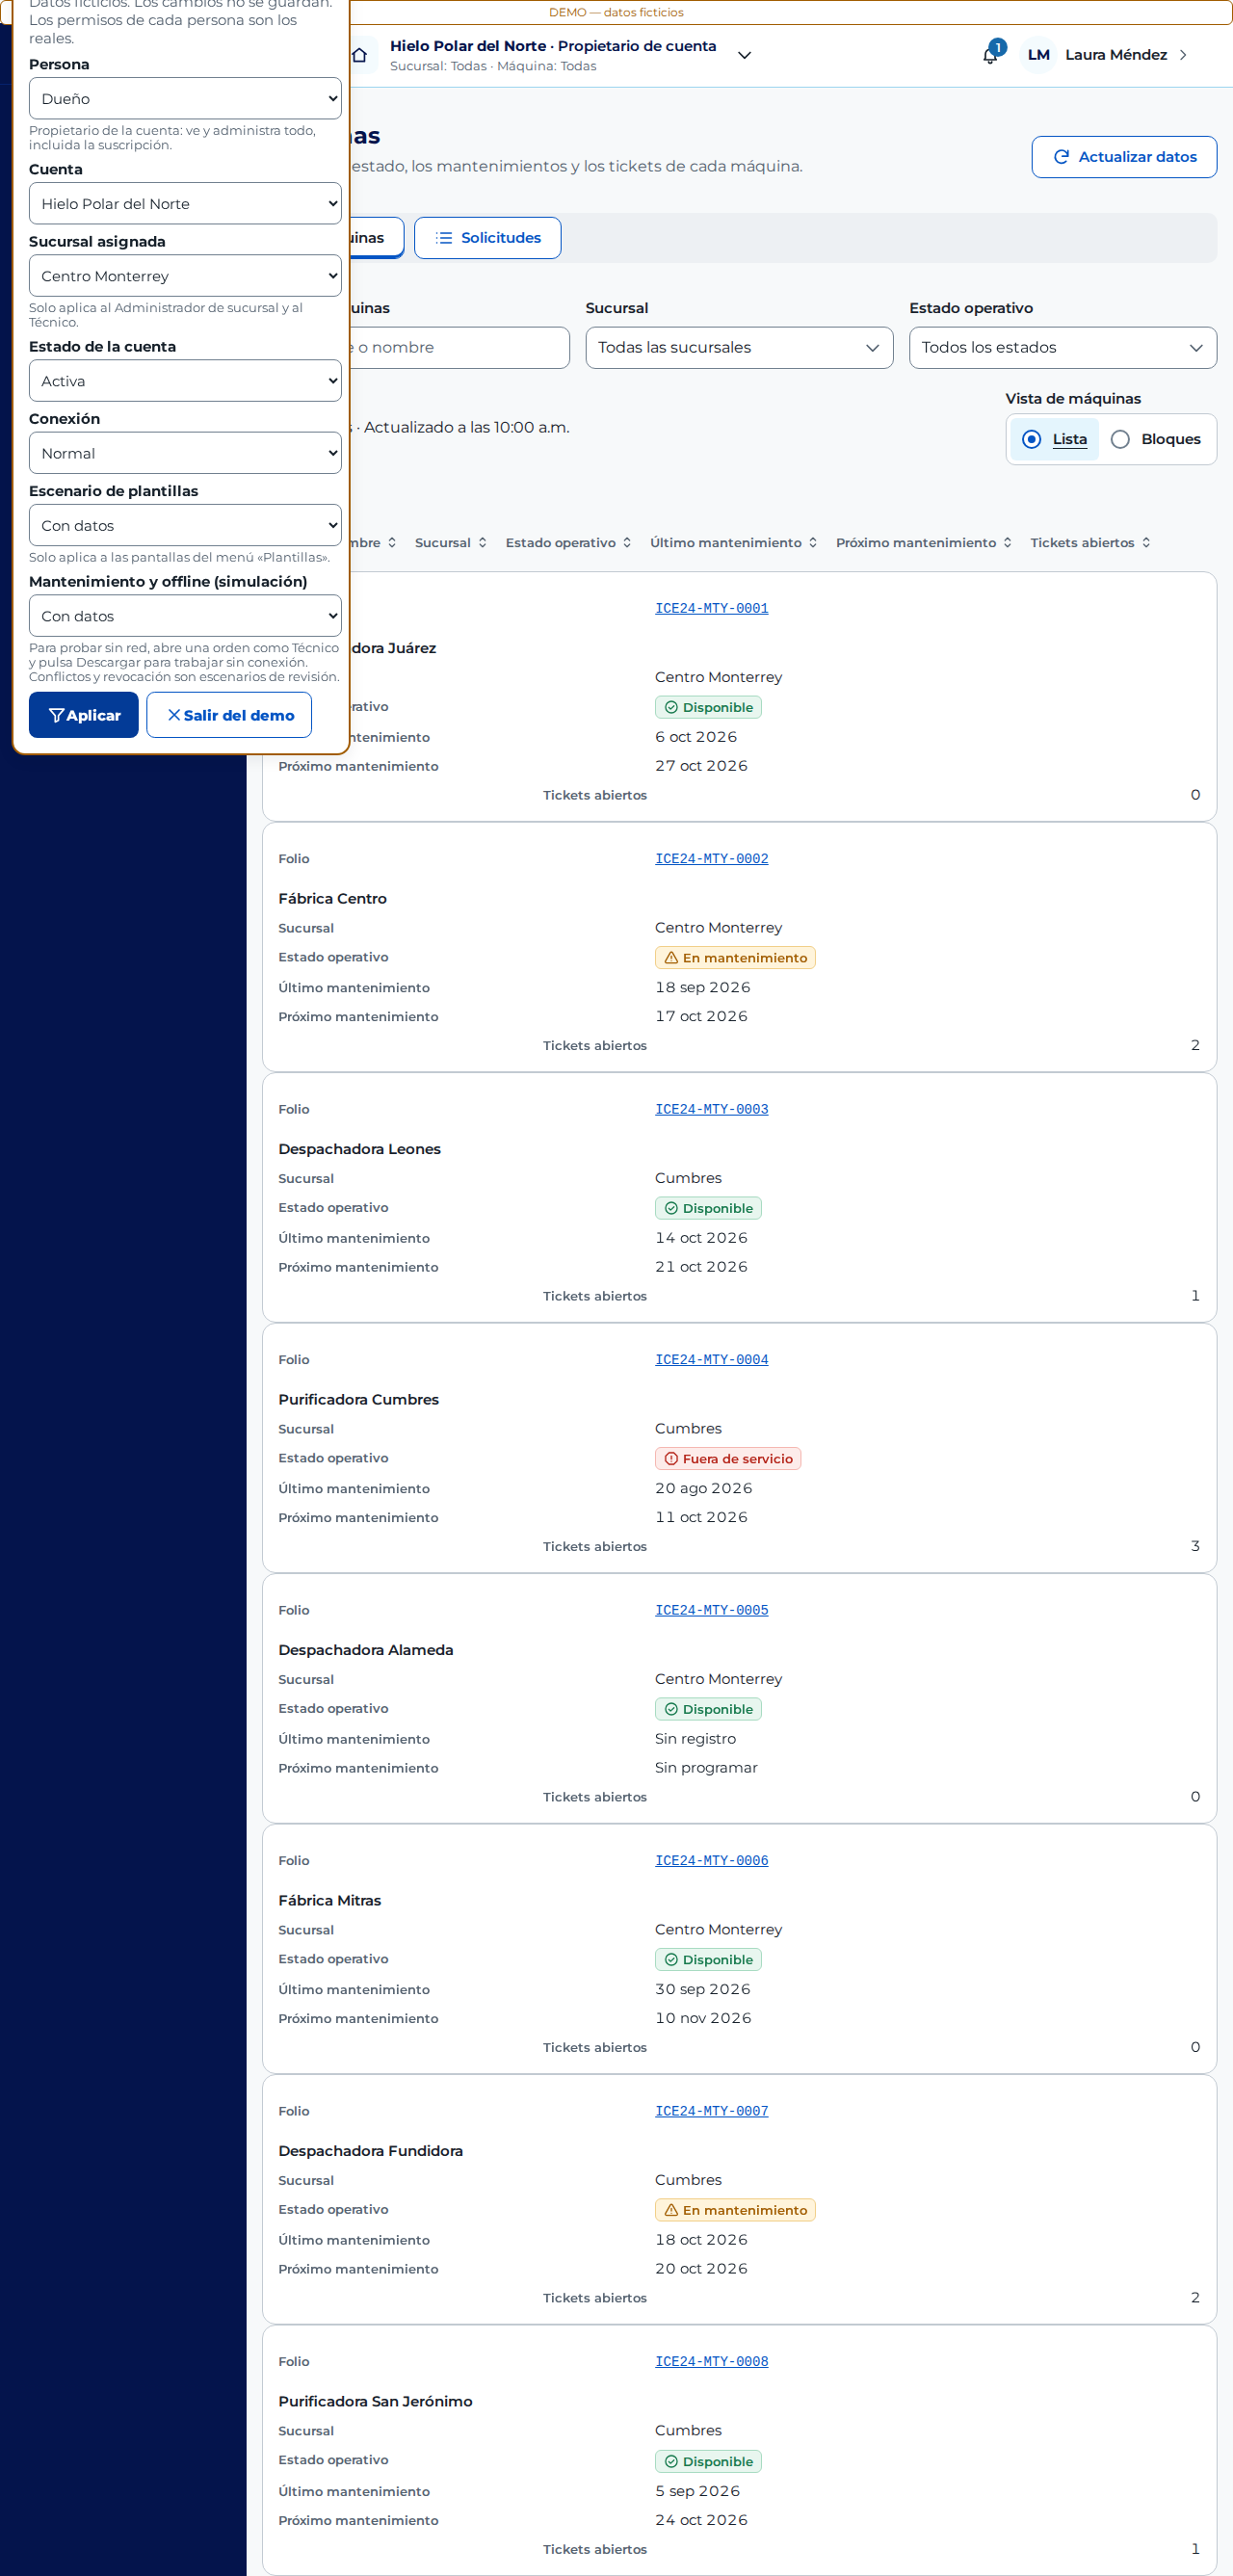 DEMO — datos ficticios
Datos ficticios. Los cambios no se guardan.
Los permisos de cada persona son los
reales.
Persona
Dueño
Propietario de la cuenta: ve y administra todo,
incluida la suscripción.
Cuenta
Hielo Polar del Norte
Sucursal asignada
Centro Monterrey
Solo aplica al Administrador de sucursal y al
Técnico.
Estado de la cuenta
Activa
Conexión
Normal
Escenario de plantillas
Con datos
Solo aplica a las pantallas del menú «Plantillas».
Mantenimiento y offline (simulación)
Con datos
Para probar sin red, abre una orden como Técnico
y pulsa Descargar para trabajar sin conexión.
Conflictos y revocación son escenarios de revisión.
Aplicar
Salir del demo
Hielo Polar del Norte · Propietario de cuenta
Sucursal: Todas · Máquina: Todas
1
LM
Laura Méndez
estado, los mantenimientos y los tickets de cada máquina.
Actualizar datos
Solicitudes
Sucursal
Estado operativo
o nombre
Todas las sucursales
Todos los estados
· Actualizado a las 10:00 a.m.
Vista de máquinas
Lista
Bloques
Sucursal
Estado operativo
Último mantenimiento
Próximo mantenimiento
Tickets abiertos
ICE24-MTY-0001
Juárez
Centro Monterrey
Disponible
6 oct 2026
Próximo mantenimiento
27 oct 2026
Tickets abiertos
0
Folio
ICE24-MTY-0002
Fábrica Centro
Sucursal
Centro Monterrey
Estado operativo
En mantenimiento
Último mantenimiento
18 sep 2026
Próximo mantenimiento
17 oct 2026
Tickets abiertos
2
Folio
ICE24-MTY-0003
Despachadora Leones
Sucursal
Cumbres
Estado operativo
Disponible
Último mantenimiento
14 oct 2026
Próximo mantenimiento
21 oct 2026
Tickets abiertos
1
Folio
ICE24-MTY-0004
Purificadora Cumbres
Sucursal
Cumbres
Estado operativo
Fuera de servicio
Último mantenimiento
20 ago 2026
Próximo mantenimiento
11 oct 2026
Tickets abiertos
3
Folio
ICE24-MTY-0005
Despachadora Alameda
Sucursal
Centro Monterrey
Estado operativo
Disponible
Último mantenimiento
Sin registro
Próximo mantenimiento
Sin programar
Tickets abiertos
0
Folio
ICE24-MTY-0006
Fábrica Mitras
Sucursal
Centro Monterrey
Estado operativo
Disponible
Último mantenimiento
30 sep 2026
Próximo mantenimiento
10 nov 2026
Tickets abiertos
0
Folio
ICE24-MTY-0007
Despachadora Fundidora
Sucursal
Cumbres
Estado operativo
En mantenimiento
Último mantenimiento
18 oct 2026
Próximo mantenimiento
20 oct 2026
Tickets abiertos
2
Folio
ICE24-MTY-0008
Purificadora San Jerónimo
Sucursal
Cumbres
Estado operativo
Disponible
Último mantenimiento
5 sep 2026
Próximo mantenimiento
24 oct 2026
Tickets abiertos
1